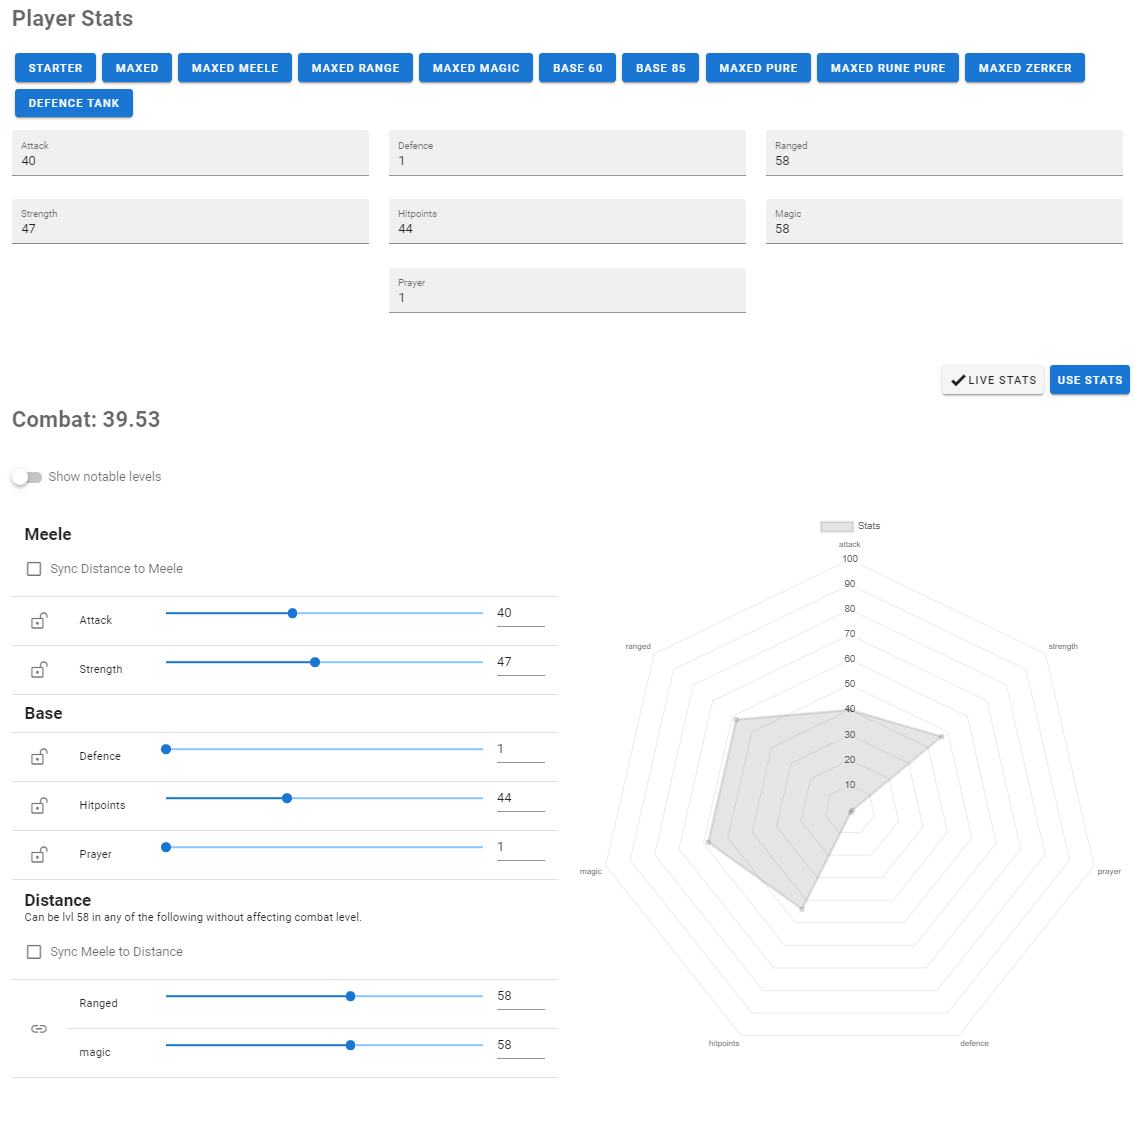 Player Stats
STARTER MAXED MAXED MEELE MAXED RANGE MAXED MAGIC BASE 60 BASE 85 MAXED PURE MAXED RUNE PURE MAXED ZERKER
DEFENCE TANK
Attack Defence Ranged
40 1 58
Strength Hitpoints Magic
47 44 58
Prayer
1
LIVE STATS USE STATS
Combat: 39.53
Show notable levels
Meele
Sync Distance to Meele
Attack 40
Strength 47
Base
Defence 1
Hitpoints 44
Prayer 1
Distance
Can be lvl 58 in any of the following without affecting combat level.
Sync Meele to Distance
Ranged 58
magic 58
Stats
attack
100
90
80
70
60
50
40
30
20
10
ranged strength
magic prayer
hitpoints defence